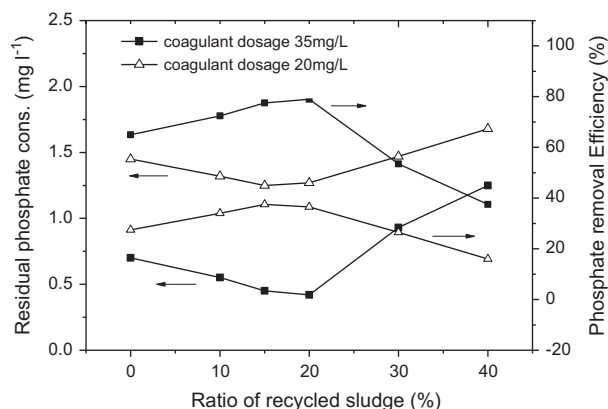 coagulant dosage 35mg/L
coagulant dosage 20mg/L
Residual phosphate cons. (mg l-1)
2.5
2.0
1.5
1.0
0.5
0.0
100
80
60
40
20
0
-20
Phosphate removal Efficiency (%)
0 10 20 30 40
Ratio of recycled sludge (%)